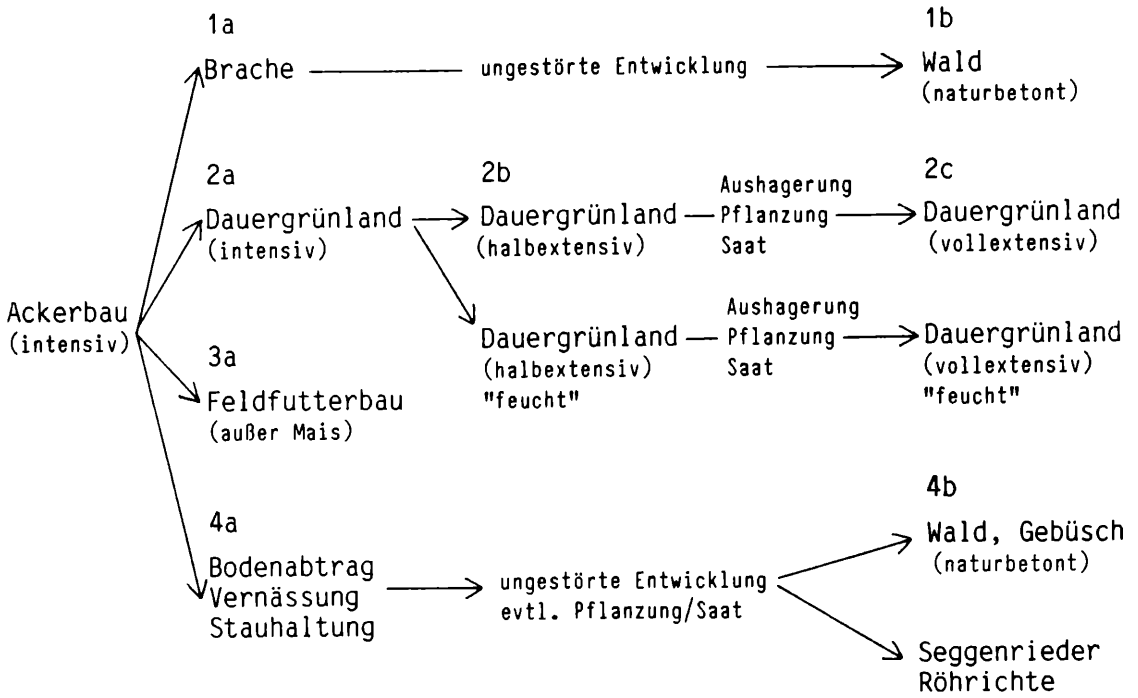 1a
Brache
ungestörte Entwicklung
1b
Wald
(naturbetont)
2a
Dauergrünland
(intensiv)
2b
Dauergrünland
(halbextensiv)
Aushagerung
Pflanzung
Saat
2c
Dauergrünland
(vollextensiv)
Ackerbau
(intensiv)
Dauergrünland
(halbextensiv)
"feucht"
Aushagerung
Pflanzung
Saat
Dauergrünland
(vollextensiv)
"feucht"
3a
Feldfutterbau
(außer Mais)
4a
Bodenabtrag
Vernässung
Stauhaltung
ungestörte Entwicklung
evtl. Pflanzung/Saat
4b
Wald, Gebüsch
(naturbetont)
Seggenrieder
Röhrichte